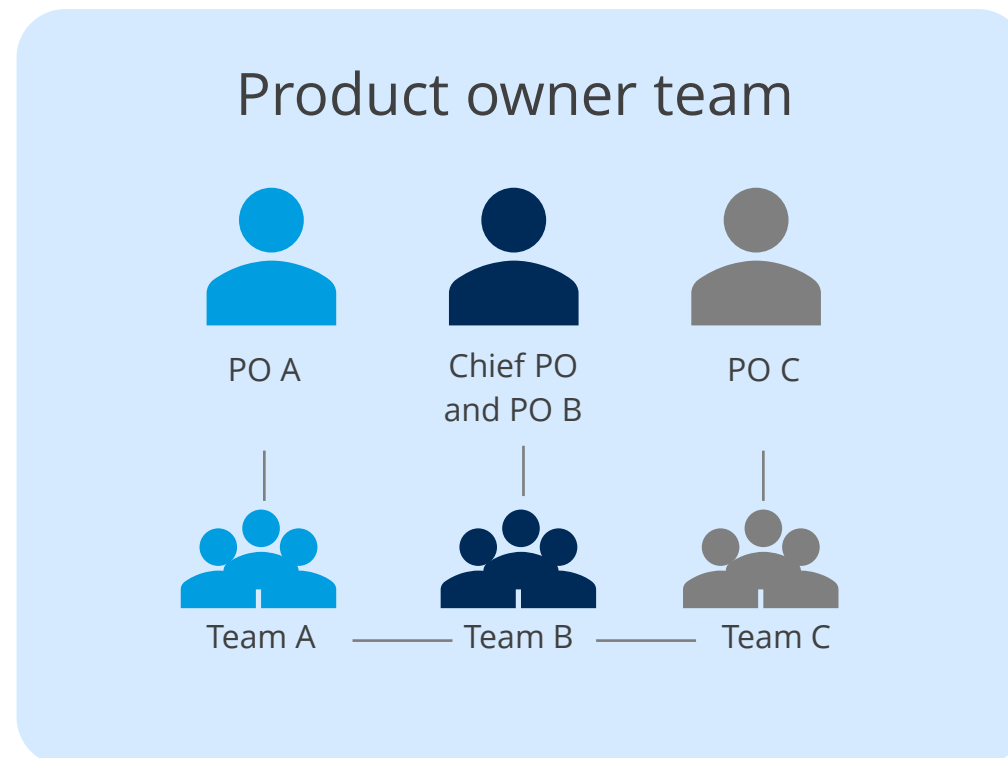 Product owner team
PO A
Chief PO
and PO B
PO C
Team A
Team B
Team C